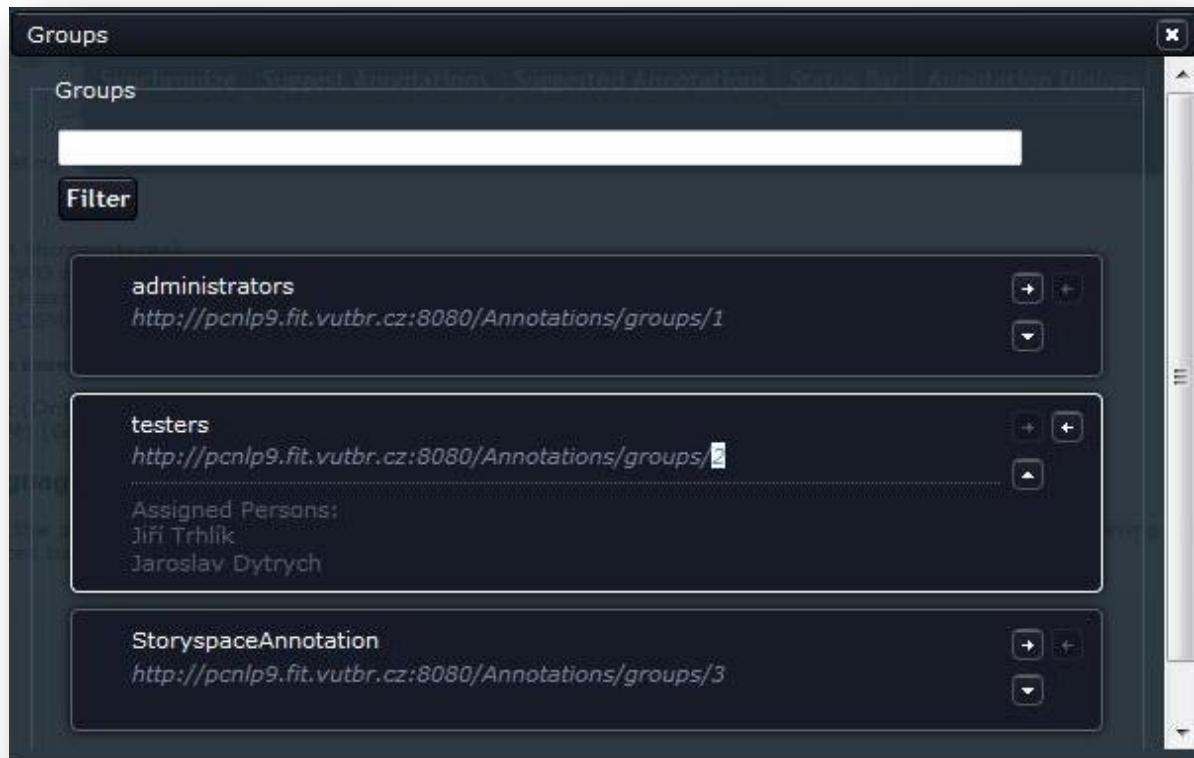 Groups
Groups
Filter
administrators
http://pcnlp9.fit.vutbr.cz:8080/Annotations/groups/1
testers
http://pcnlp9.fit.vutbr.cz:8080/Annotations/groups/2
Assigned Persons:
Jiří Trhlík
Jaroslav Dytrych
StoryspaceAnnotation
http://pcnlp9.fit.vutbr.cz:8080/Annotations/groups/3